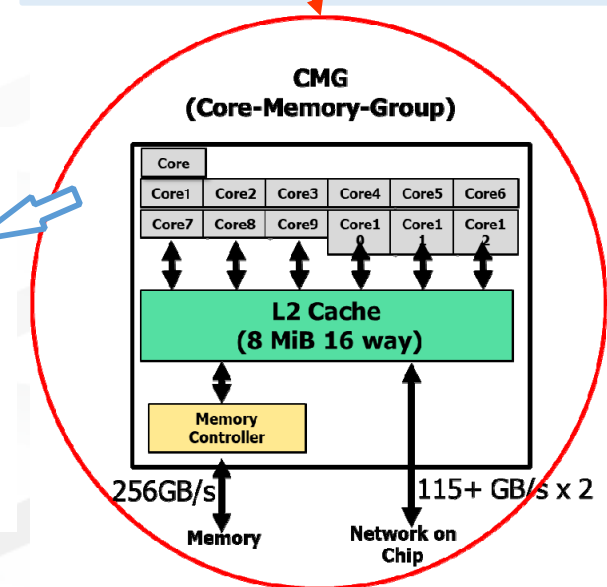 CMG
(Core-Memory-Group)
Core
Core1 Core2 Core3 Core4 Core5 Core6
Core7 Core8 Core9 Core1 Core1 Core1
0 1 2
L2 Cache
(8 MiB 16 way)
Memory
Controller
256GB/s 115+ GB/s x 2
Memory Network on
Chip